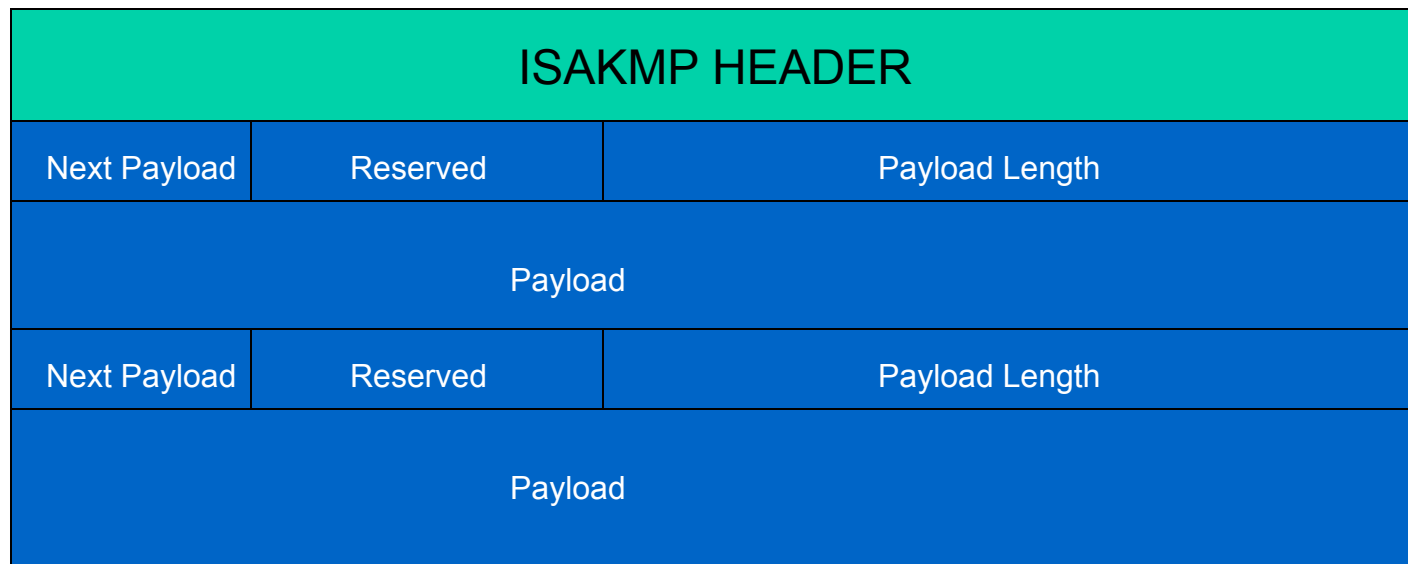 ISAKMP HEADER
Next Payload Reserved Payload Length
Payload
Next Payload Reserved Payload Length
Payload